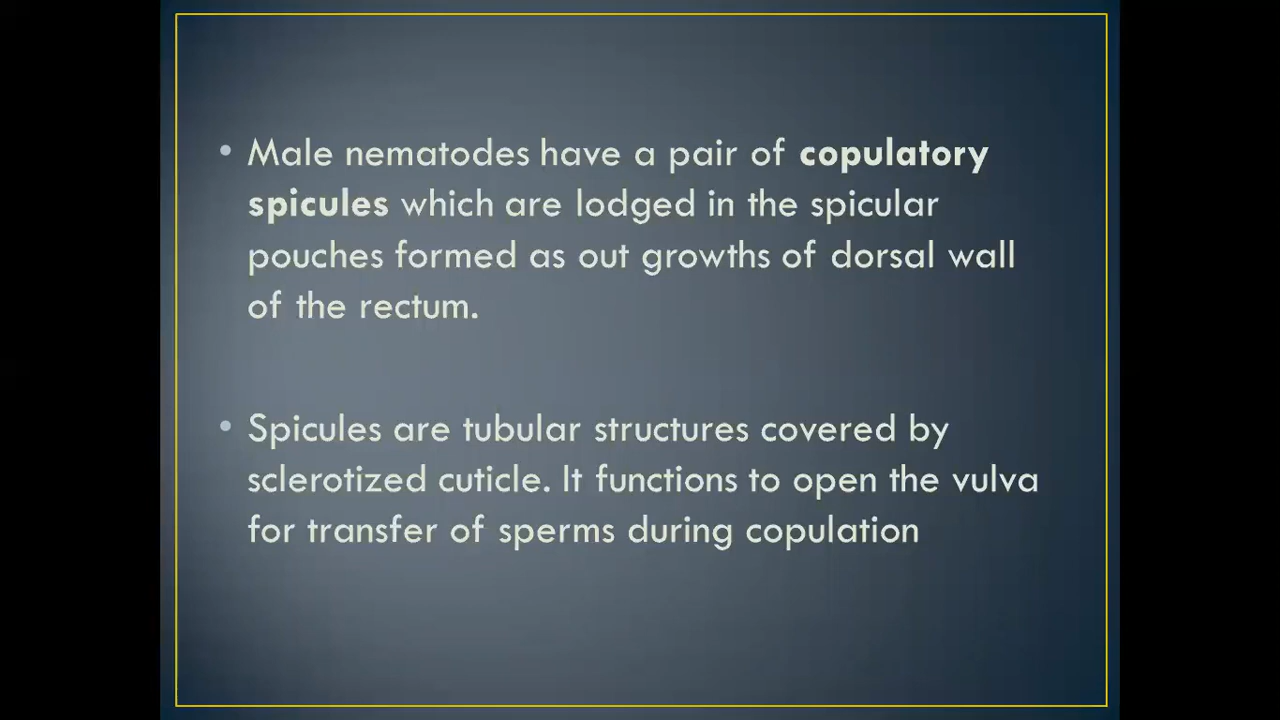 • Male nematodes have a pair of copulatory
spicules which are lodged in the spicular
pouches formed as out growths of dorsal wall
of the rectum.
• Spicules are tubular structures covered by
sclerotized cuticle. It functions to open the vulva
for transfer of sperms during copulation